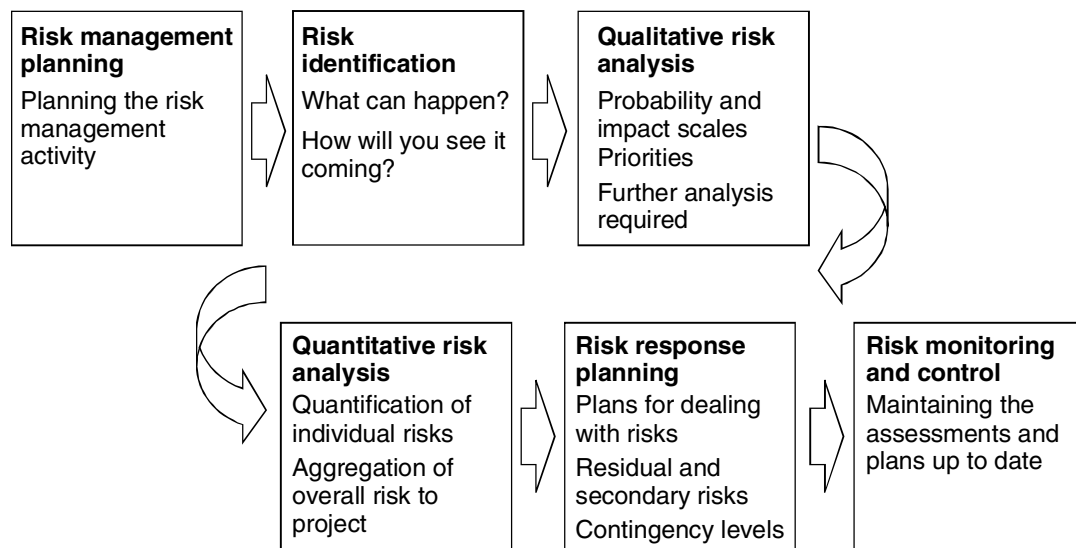 Risk management
planning
Planning the risk
management
activity
Risk
identification
What can happen?
How will you see it
coming?
Qualitative risk
analysis
Probability and
impact scales
Priorities
Further analysis
required
Quantitative risk
analysis
Quantification of
individual risks
Aggregation of
overall risk to
project
Risk response
planning
Plans for dealing
with risks
Residual and
secondary risks
Contingency levels
Risk monitoring
and control
Maintaining the
assessments and
plans up to date